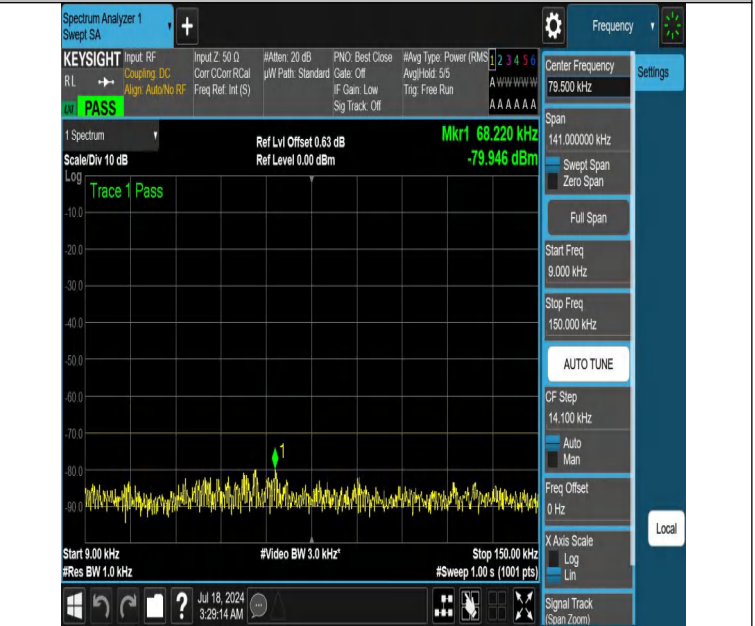 Spectrum Analyzer 1
Swept SA
+
Frequency
KEYSIGHT
RL
PASS
Input: RF
Coupling: DC
Align: Auto/No RF
Input Z: 50 Ω
Corr CCorr RCal
Freq Ref: Int (S)
#Atten: 20 dB
µW Path: Standard
PNO: Best Close
Gate: Off
IF Gain: Low
Sig Track: Off
#Avg Type: Power (RMS
Avg|Hold: 5/5
Trig: Free Run
1 2 3 4 5 6
A W W W W W
A A A A A A
1 Spectrum
Scale/Div 10 dB
Ref Lvl Offset 0.63 dB
Ref Level 0.00 dBm
Mkr1 68.220 kHz
-79.946 dBm
Log
Trace 1 Pass
-10.0
-20.0
-30.0
-40.0
-50.0
-60.0
-70.0
-80.0
-90.0
1
Start 9.00 kHz
#Res BW 1.0 kHz
#Video BW 3.0 kHz*
Stop 150.00 kHz
#Sweep 1.00 s (1001 pts)
?
Jul 18, 2024
3:29:14 AM
Center Frequency
79.500 kHz
Settings
Span
141.000000 kHz
Swept Span
Zero Span
Full Span
Start Freq
9.000 kHz
Stop Freq
150.000 kHz
AUTO TUNE
CF Step
14.100 kHz
Auto
Man
Freq Offset
0 Hz
X Axis Scale
Log
Lin
Local
Signal Track
(Span Zoom)